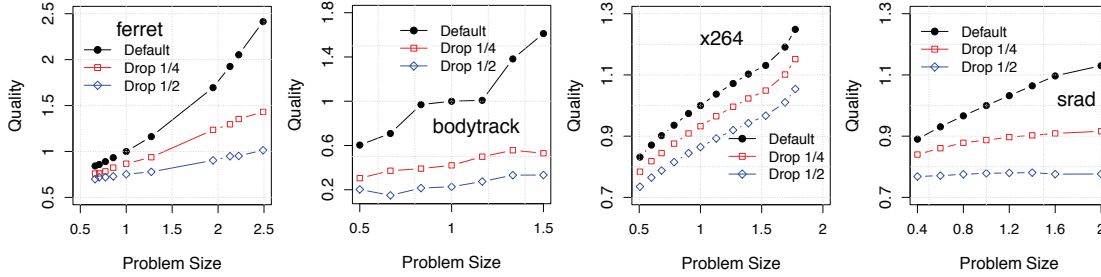 ferret
Default
Drop 1/4
Drop 1/2
Quality
0.5 1 1.5 2 2.5
0.5 1 1.5 2 2.5
Problem Size
bodytrack
Default
Drop 1/4
Drop 1/2
Quality
0.2 0.6 1 1.4 1.8
0.5 1 1.5
Problem Size
x264
Default
Drop 1/4
Drop 1/2
Quality
0.7 0.9 1.1 1.3
0.5 1 1.5 2
Problem Size
srad
Default
Drop 1/4
Drop 1/2
Quality
0.7 0.9 1.1 1.3
0.4 0.8 1.2 1.6 2
Problem Size